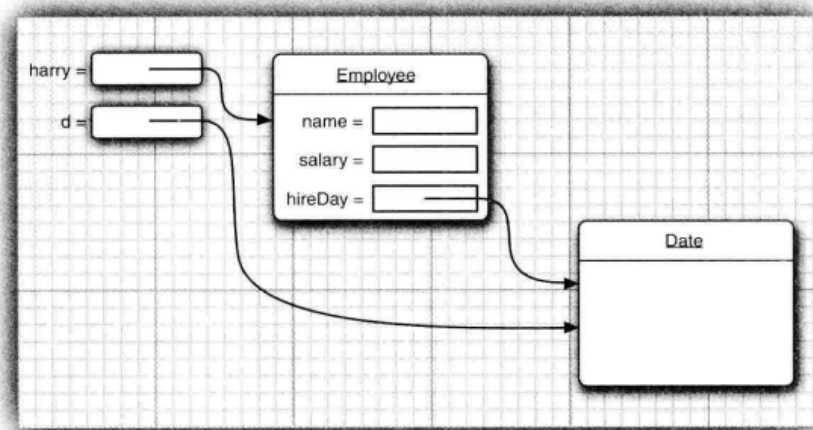 harry =
d =
Employee
name =
salary =
hireDay =
Date